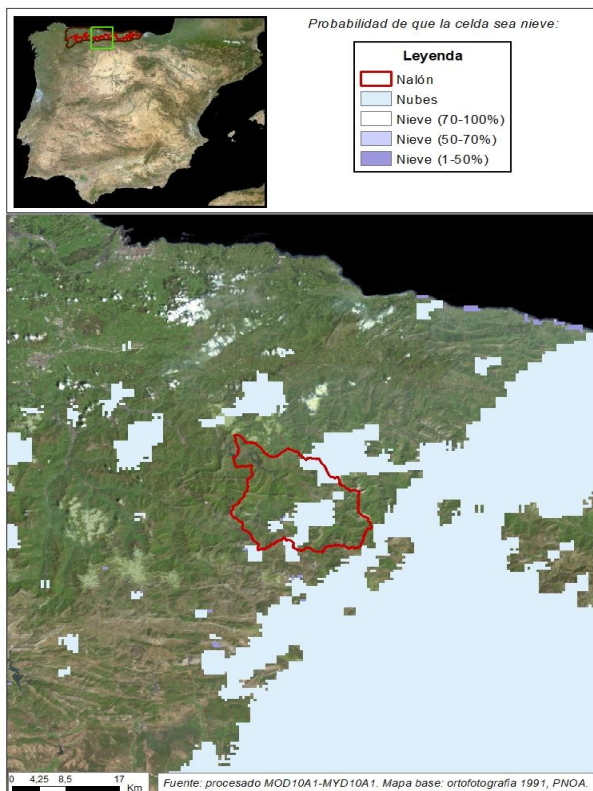 Probabilidad de que la celda sea nieve:
Leyenda
Nalón
Nubes
Nieve (70-100%)
Nieve (50-70%)
Nieve (1-50%)
0 4,25 8,5 17
Km
Fuente: procesado MOD10A1-MYD10A1. Mapa base: ortofotografia 1991, PNOA.